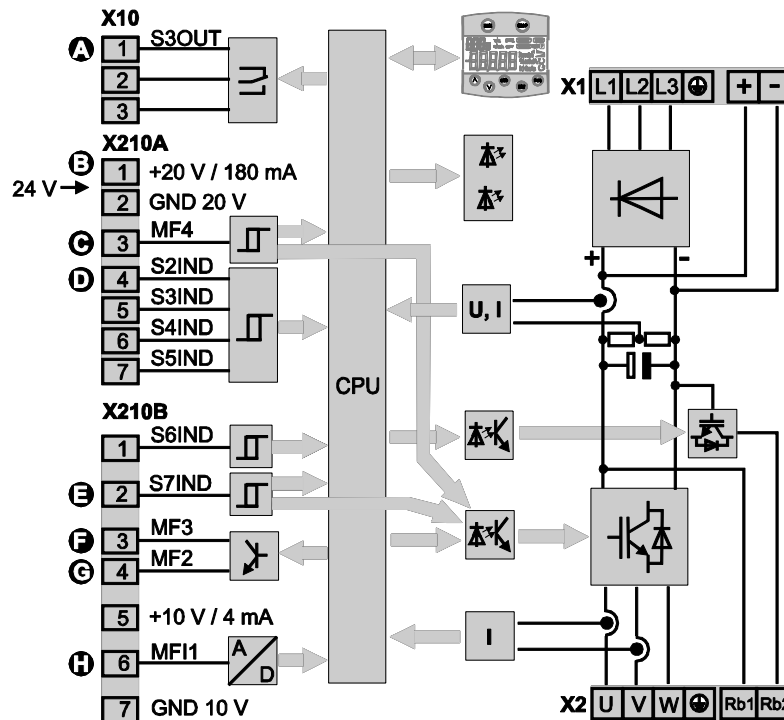 X10
A 1 S3OUT
2
3
X210A
B 1 +20 V / 180 mA
24 V
2 GND 20 V
C 3 MF4
D 4 S2IND
5 S3IND
6 S4IND
7 S5IND
X210B
1 S6IND
E 2 S7IND
F 3 MF3
G 4 MF2
5 +10 V / 4 mA
H 6 MFI1 A D
7 GND 10 V
CPU
U, I
I
X1 L1 L2 L3 + -
+ -
X2 U V W Rb1